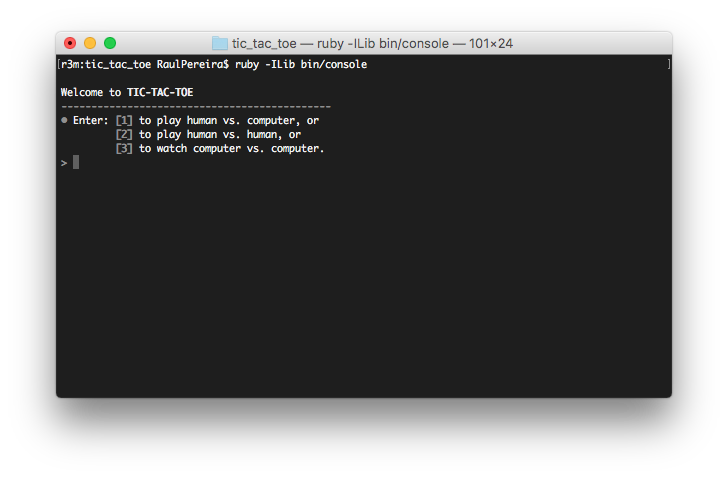 tic_tac_toe — ruby -ILib bin/console — 101×24
[r3m:tic_tac_toe RaulPereira$ ruby -ILib bin/console ]
Welcome to TIC-TAC-TOE
---------------------------------------------
● Enter: [1] to play human vs. computer, or
[2] to play human vs. human, or
[3] to watch computer vs. computer.
>